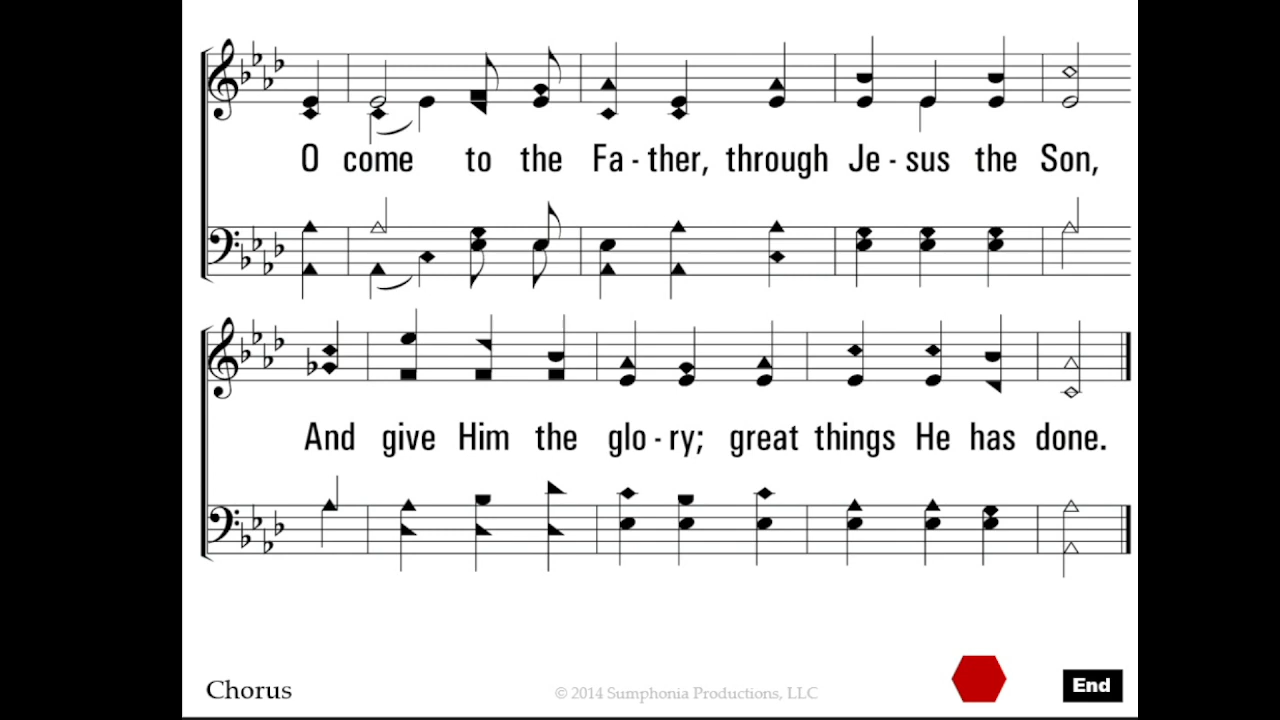 O come to the Fa - ther, through Je - sus the Son,
And give Him the glo - ry; great things He has done.
Chorus
© 2014 Sumphonia Productions, LLC
End